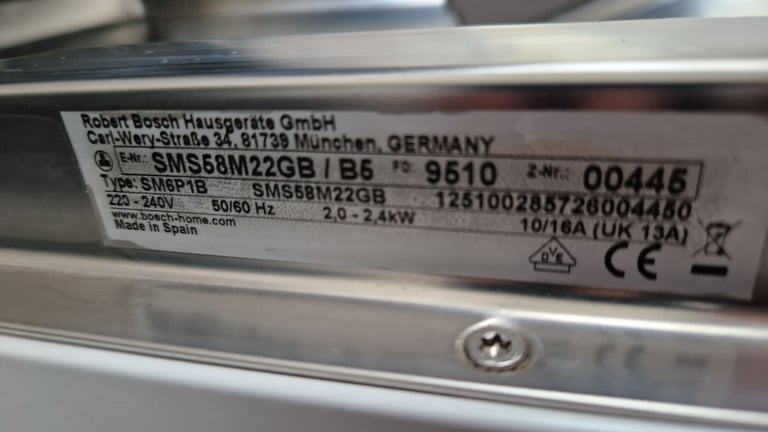 Robert Bosch Hausgeräte GmbH
Carl-Wery-Straße 34, 81739 München, GERMANY
E-Nr.: SMS58M22GB / B5 FD: 9510 Z-Nr.: 00445
Type: SM6P1B SMS58M22GB 125100285726004450
220 - 240V 50/60 Hz 2,0 - 2,4kW 10/16A (UK 13A)
www.bosch-home.com
Made in Spain
DVE CE